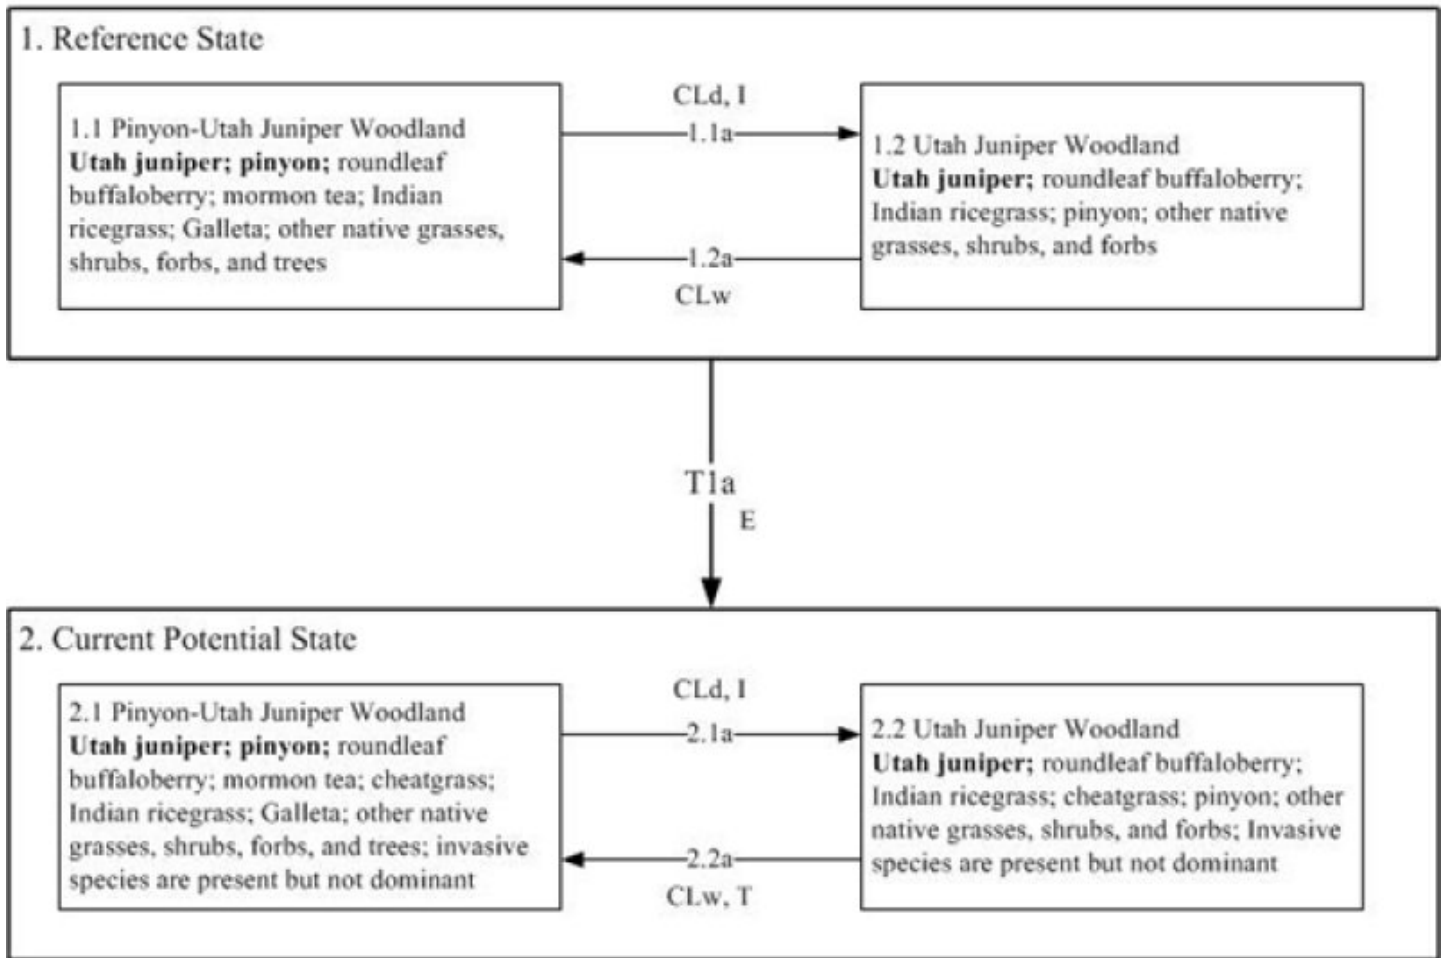 1. Reference State
1.1 Pinyon-Utah Juniper Woodland
Utah juniper; pinyon; roundleaf
buffaloberry; mormon tea; Indian
ricegrass; Galleta; other native grasses,
shrubs, forbs, and trees
CLd, I
1.1a
1.2a
CLw
1.2 Utah Juniper Woodland
Utah juniper; roundleaf buffaloberry;
Indian ricegrass; pinyon; other native
grasses, shrubs, and forbs
T1a
E
2. Current Potential State
2.1 Pinyon-Utah Juniper Woodland
Utah juniper; pinyon; roundleaf
buffaloberry; mormon tea; cheatgrass;
Indian ricegrass; Galleta; other native
grasses, shrubs, forbs, and trees; invasive
species are present but not dominant
CLd, I
2.1a
2.2a
CLw, T
2.2 Utah Juniper Woodland
Utah juniper; roundleaf buffaloberry;
Indian ricegrass; cheatgrass; pinyon; other
native grasses, shrubs, and forbs; Invasive
species are present but not dominant